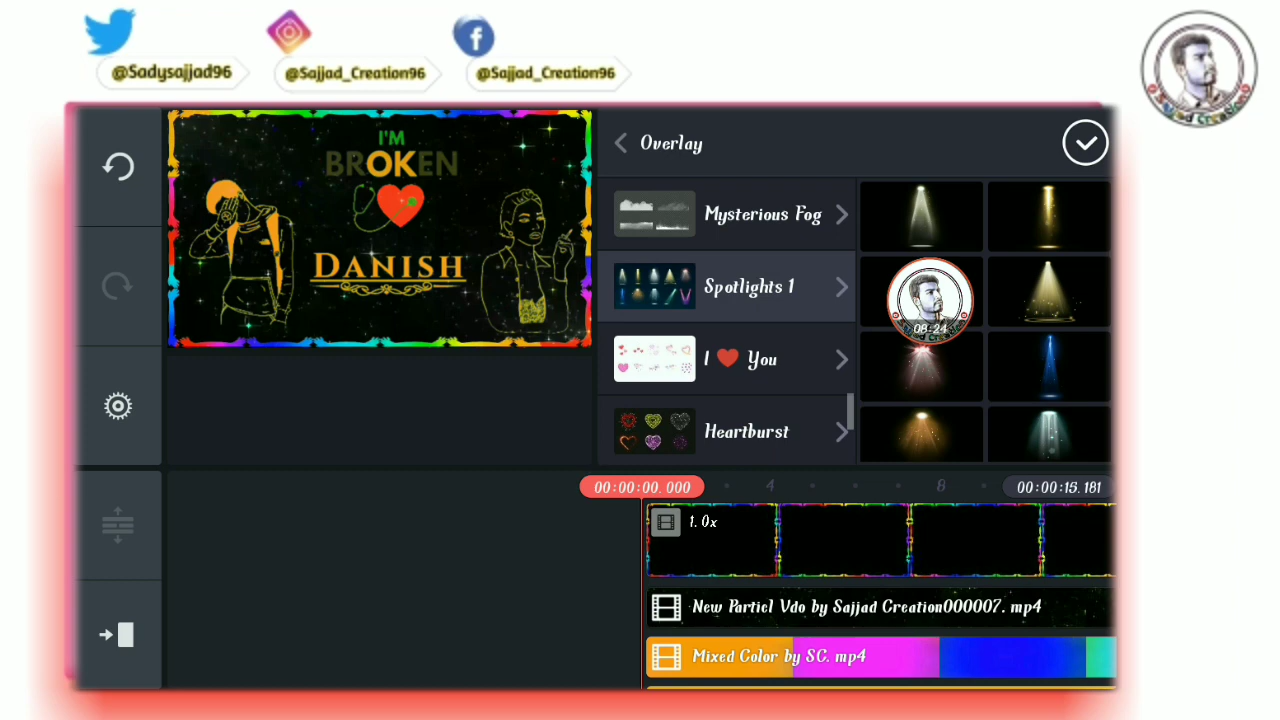 @Sadysajjad96
@Sajjad_Creation96
@Sajjad_Creation96
Sajjad Creation
I'M
BROKEN
DANISH
Overlay
Mysterious Fog
Spotlights 1
I ❤ You
Heartburst
08:24
00:00:00.000
4
8
00:00:15.181
1.0x
New Particl Vdo by Sajjad Creation000007.mp4
Mixed Color by SC.mp4